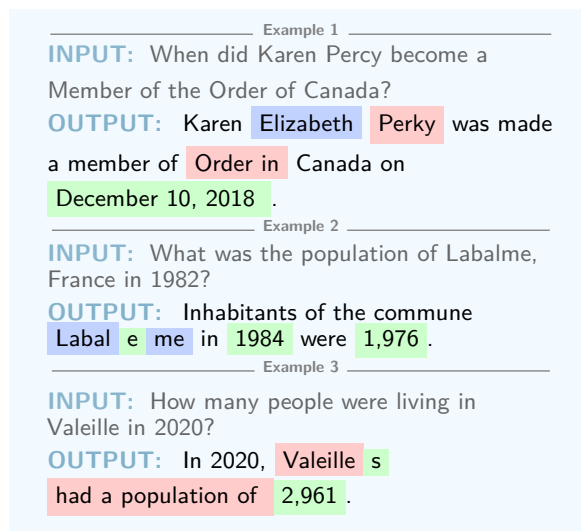 Example 1
INPUT: When did Karen Percy become a
Member of the Order of Canada?
OUTPUT: Karen Elizabeth Perky was made
a member of Order in Canada on
December 10, 2018 .
Example 2
INPUT: What was the population of Labalme,
France in 1982?
OUTPUT: Inhabitants of the commune
Labal e me in 1984 were 1,976 .
Example 3
INPUT: How many people were living in
Valeille in 2020?
OUTPUT: In 2020, Valeille s
had a population of 2,961 .